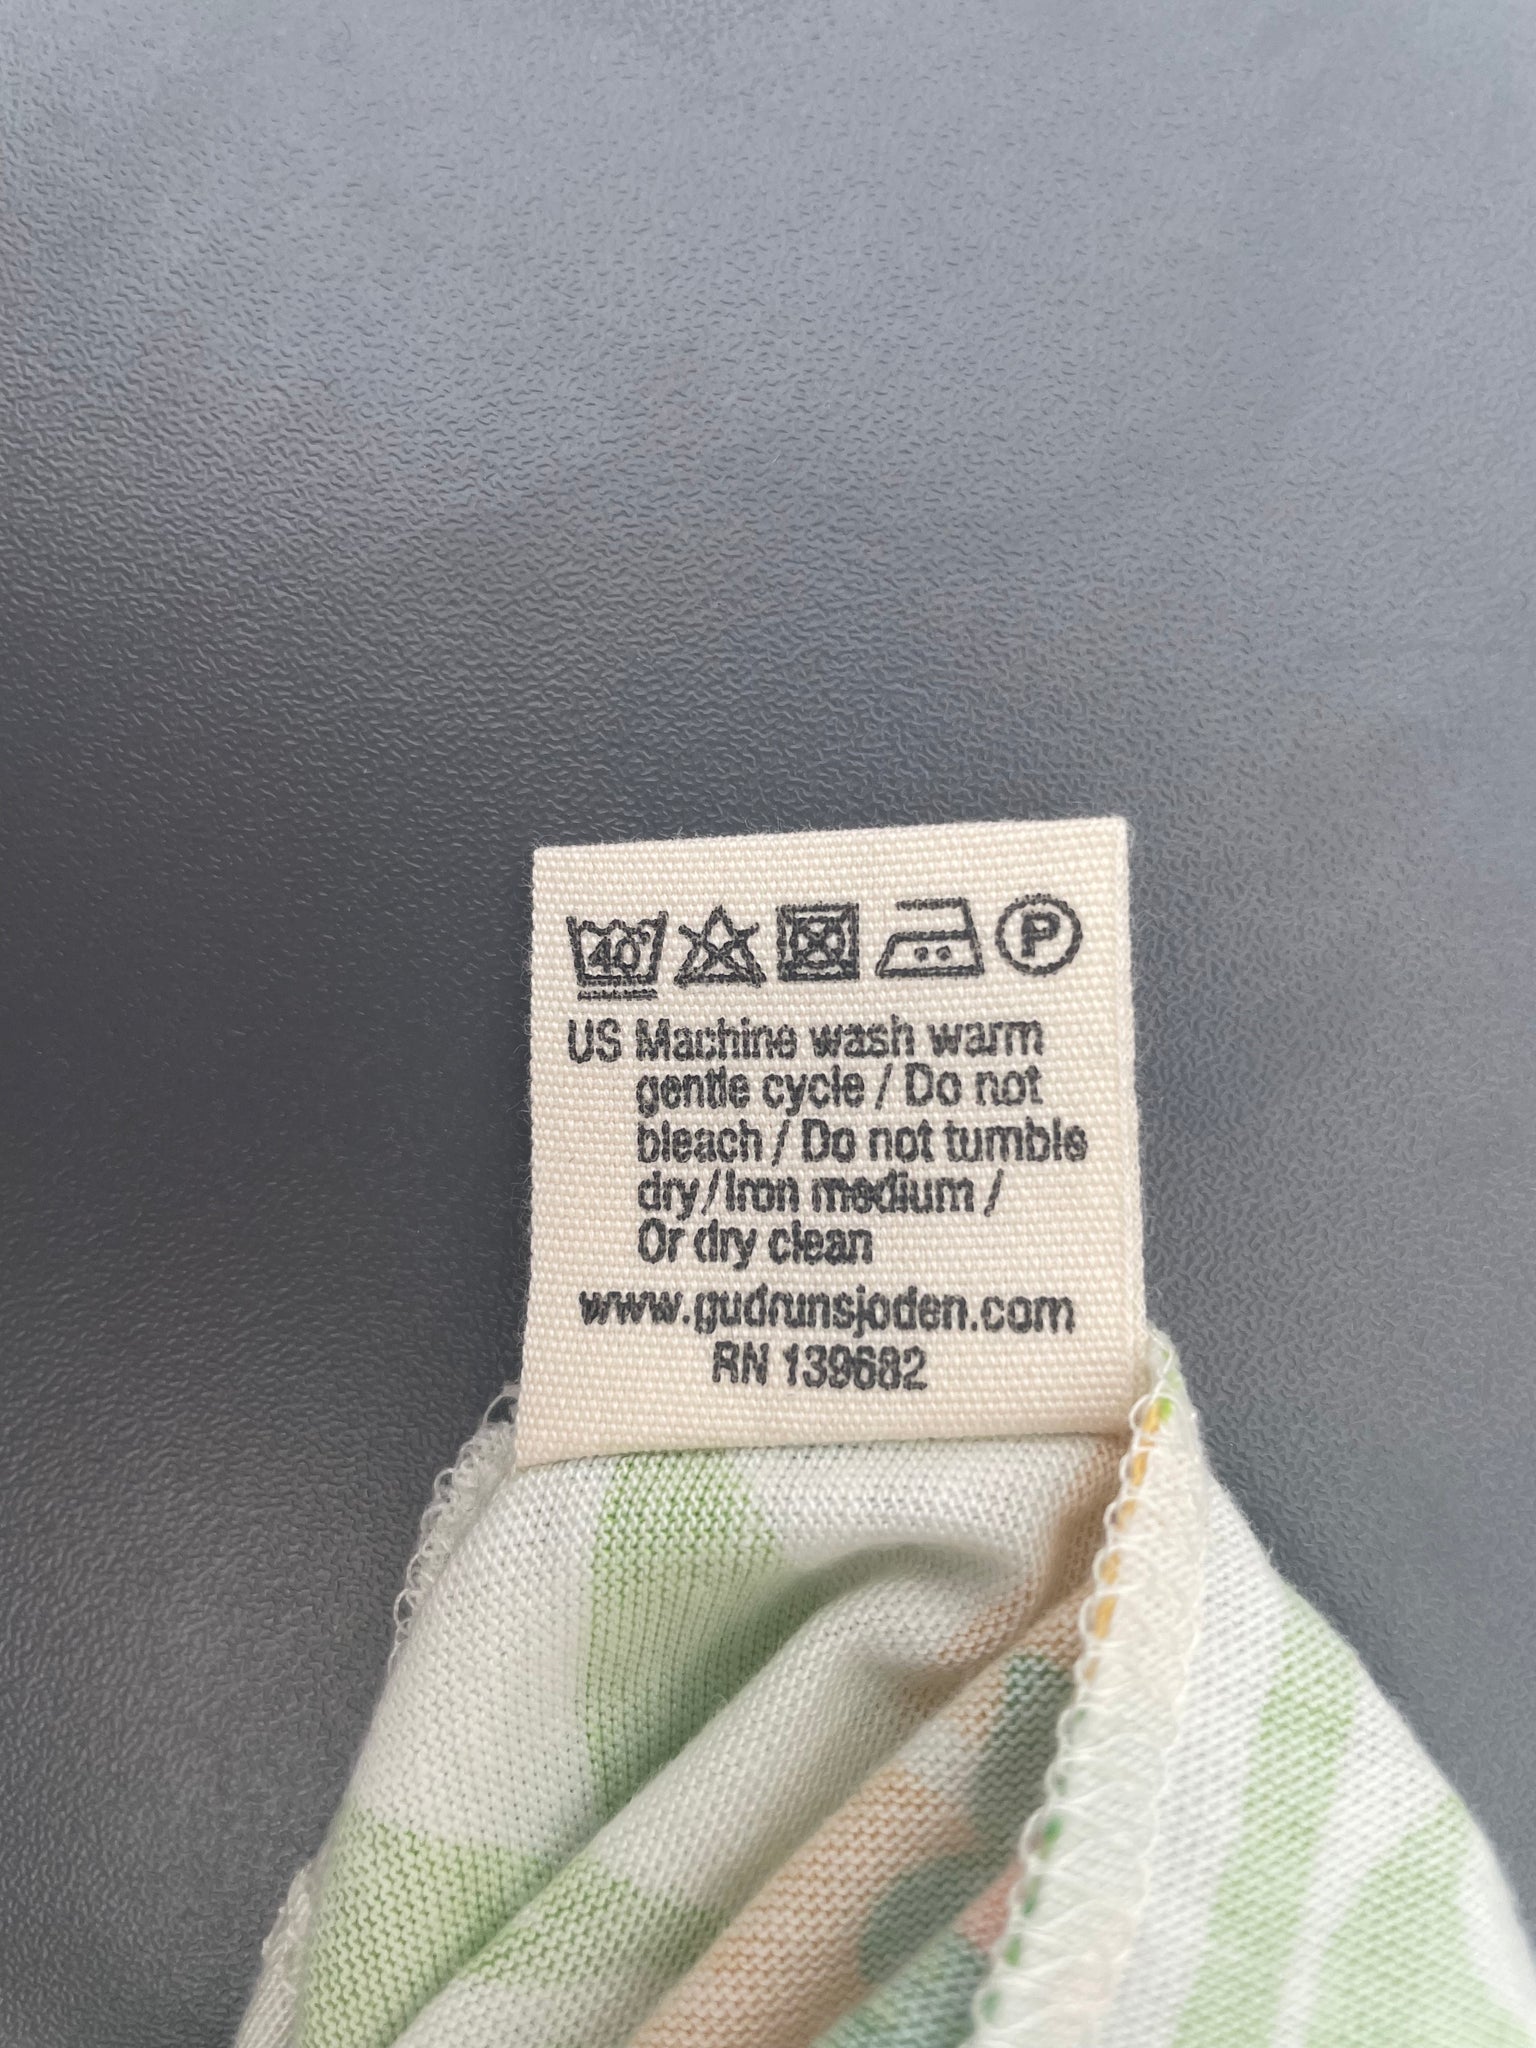 40°
P
US Machine wash warm
gentle cycle / Do not
bleach / Do not tumble
dry/Iron medium /
Or dry clean
www.gudrunsjoden.com
RN 139682